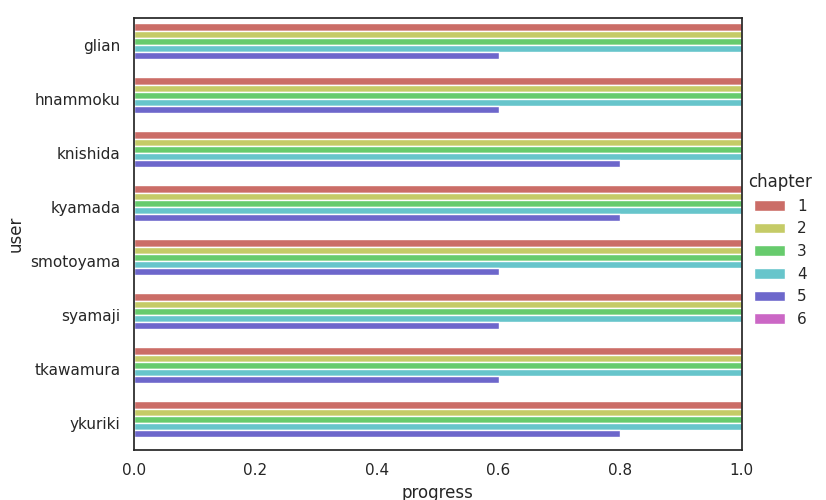 glian
hnammoku
knishida
kyamada
smotoyama
syamaji
tkawamura
ykuriki
user
0.0 0.2 0.4 0.6 0.8 1.0
progress
chapter
1
2
3
4
5
6